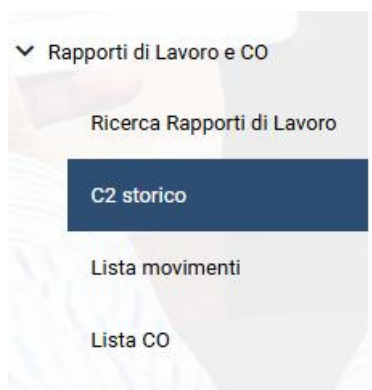 Rapporti di Lavoro e CO
Ricerca Rapporti di Lavoro
C2 storico
Lista movimenti
Lista CO